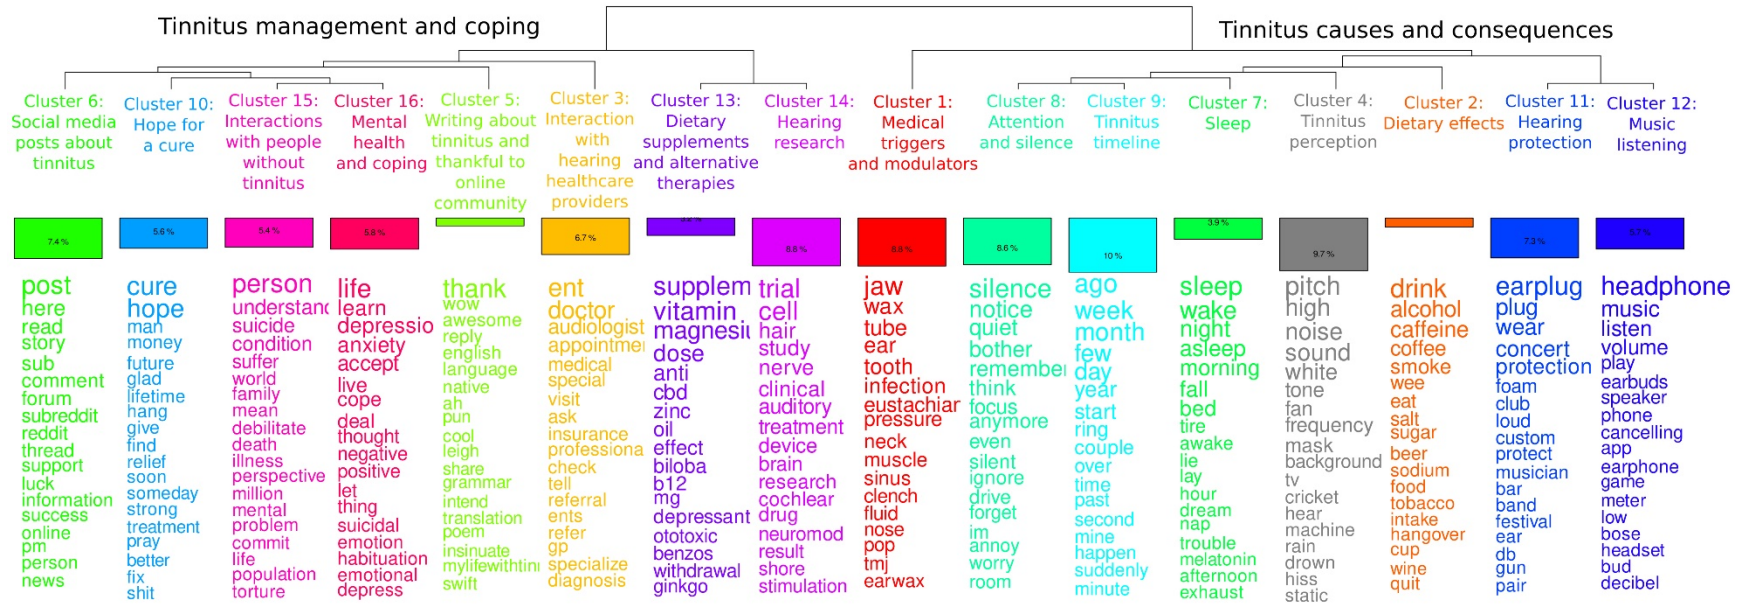 Tinnitus management and coping
Tinnitus causes and consequences
Cluster 6:
Social media
posts about
tinnitus
Cluster 10:
Hope for
a cure
Cluster 15:
Interactions
with people
without
tinnitus
Cluster 16:
Mental
health
and coping
Cluster 5:
Writing about
tinnitus and
thankful to
online
community
Cluster 3:
Interaction
with
hearing
healthcare
providers
Cluster 13:
Dietary
supplements
and alternative
therapies
Cluster 14:
Hearing
research
Cluster 1:
Medical
triggers
and modulators
Cluster 8:
Attention
and silence
Cluster 9:
Tinnitus
timeline
Cluster 7:
Sleep
Cluster 4:
Tinnitus
perception
Cluster 2:
Dietary effects
Cluster 11:
Hearing
protection
Cluster 12:
Music
listening
7.4 %
5.6 %
5.4 %
5.8 %
6.7 %
3.2 %
8.8 %
8.8 %
8.6 %
10 %
3.9 %
9.7 %
7.3 %
5.7 %
post
here
read
story
sub
comment
forum
subreddit
reddit
thread
support
luck
information
success
online
pm
person
news
cure
hope
man
money
future
glad
lifetime
hang
give
find
relief
soon
someday
strong
treatment
pray
better
fix
shit
person
understand
suicide
condition
suffer
world
family
mean
debilitate
death
illness
perspective
million
mental
problem
commit
life
population
torture
life
learn
depressio
anxiety
accept
live
cope
deal
thought
negative
positive
let
thing
suicidal
emotion
habituation
emotional
depress
thank
wow
awesome
reply
english
language
native
ah
pun
cool
leigh
share
grammar
intend
translation
poem
insinuate
mylifewithtin
swift
ent
doctor
audiologist
appointmen
medical
special
visit
ask
insurance
professiona
check
tell
referral
ents
refer
gp
specialize
diagnosis
supplem
vitamin
magnesiu
dose
anti
cbd
zinc
oil
effect
biloba
b12
mg
depressant
ototoxic
benzos
withdrawal
ginkgo
trial
cell
hair
study
nerve
clinical
auditory
treatment
device
brain
research
cochlear
drug
neuromod
result
shore
stimulation
jaw
wax
tube
ear
tooth
infection
eustachian
pressure
neck
muscle
sinus
clench
fluid
nose
pop
tmj
earwax
silence
notice
quiet
bother
remember
think
focus
anymore
even
silent
ignore
drive
forget
im
annoy
worry
room
ago
week
month
few
day
year
start
ring
couple
over
time
past
second
mine
happen
suddenly
minute
sleep
wake
night
asleep
morning
fall
bed
tire
awake
lie
lay
hour
dream
nap
trouble
melatonin
afternoon
exhaust
pitch
high
noise
sound
white
tone
fan
frequency
mask
background
tv
cricket
hear
machine
rain
drown
hiss
static
drink
alcohol
caffeine
coffee
smoke
wee
eat
salt
sugar
beer
sodium
food
tobacco
intake
hangover
cup
wine
quit
earplug
plug
wear
concert
protection
foam
club
loud
custom
protect
musician
bar
band
festival
ear
db
gun
pair
headphone
music
listen
volume
play
earbuds
speaker
phone
cancelling
app
earphone
game
meter
low
bose
headset
bud
decibel